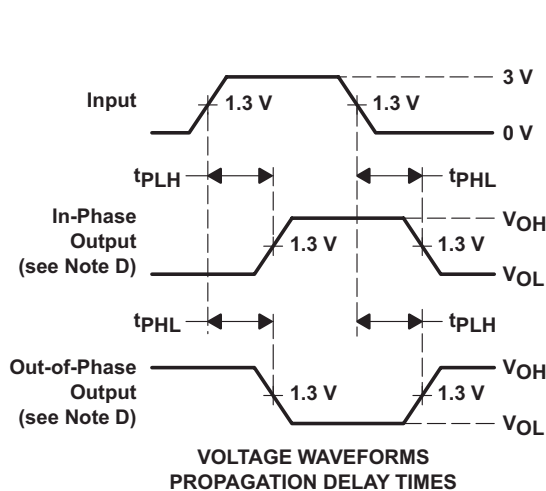 3 V
Input
1.3 V
1.3 V
0 V
tPLH
tPHL
In-Phase
Output
(see Note D)
VOH
1.3 V
1.3 V
VOL
tPHL
tPLH
Out-of-Phase
Output
(see Note D)
VOH
1.3 V
1.3 V
VOL
VOLTAGE WAVEFORMS
PROPAGATION DELAY TIMES